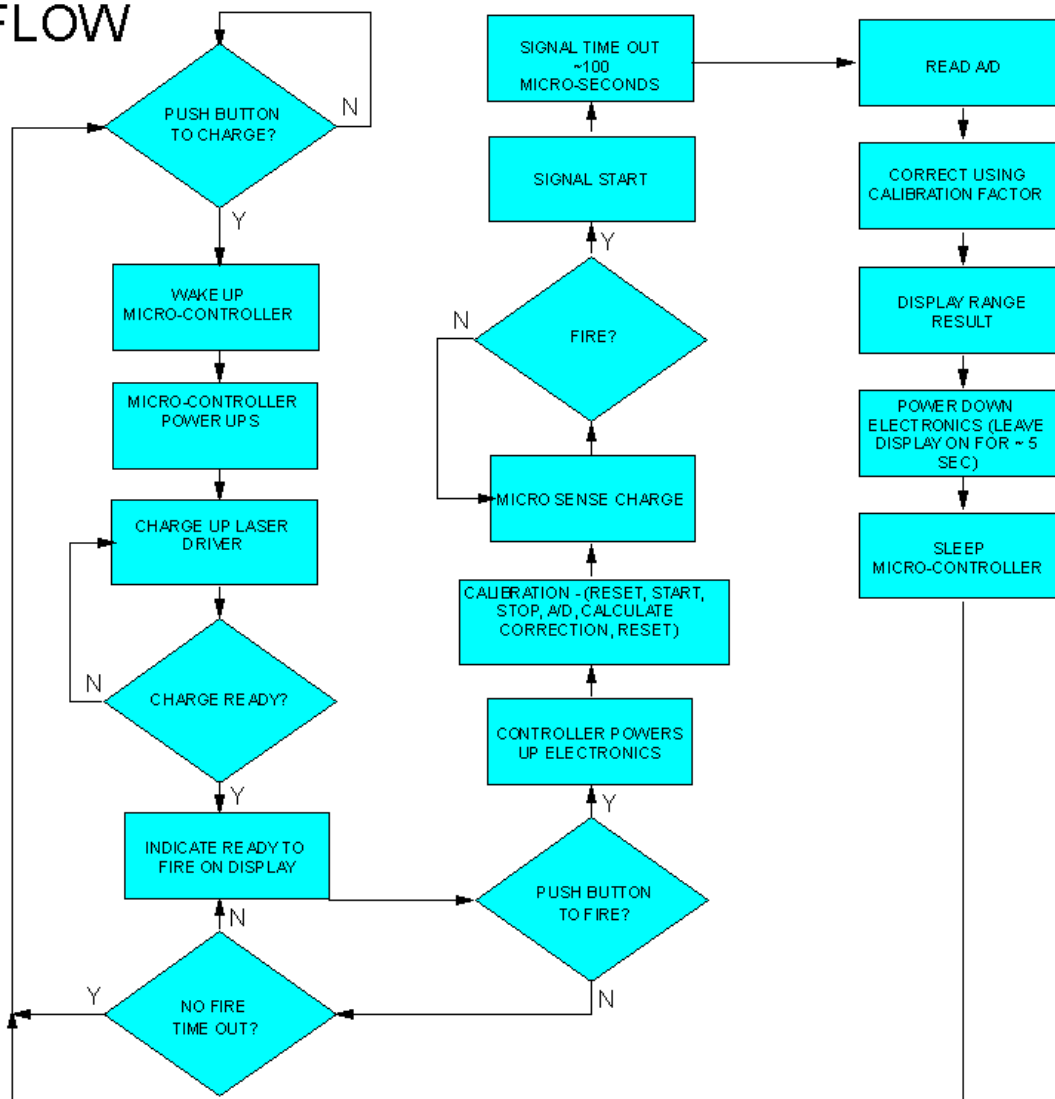 FLOW
PUSH BUTTON
TO CHARGE?
N
Y
WAKE UP
MICRO-CONTROLLER
MICRO-CONTROLLER
POWER UPS
CHARGE UP LASER
DRIVER
CHARGE READY?
N
Y
INDICATE READY TO
FIRE ON DISPLAY
N
NO FIRE
TIME OUT?
Y
PUSH BUTTON
TO FIRE?
N
Y
CONTROLLER POWERS
UP ELECTRONICS
CALIBRATION - (RESET, START,
STOP, A/D, CALCULATE
CORRECTION, RESET)
MICRO SENSE CHARGE
FIRE?
N
Y
SIGNAL START
SIGNAL TIME OUT
~100
MICRO-SECONDS
READ A/D
CORRECT USING
CALIBRATION FACTOR
DISPLAY RANGE
RESULT
POWER DOWN
ELECTRONICS (LEAVE
DISPLAY ON FOR ~ 5
SEC)
SLEEP
MICRO-CONTROLLER